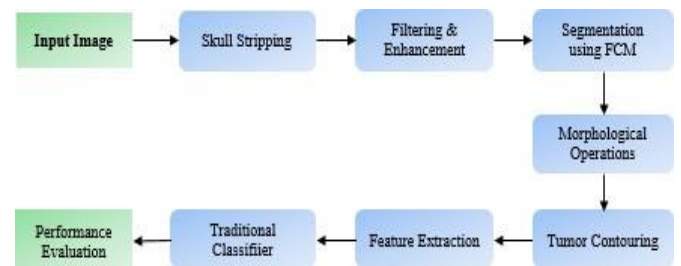 Input Image
Skull Stripping
Filtering &
Enhancement
Segmentation
using FCM
Morphological
Operations
Tumor Contouring
Feature Extraction
Traditional
Classifiier
Performance
Evaluation